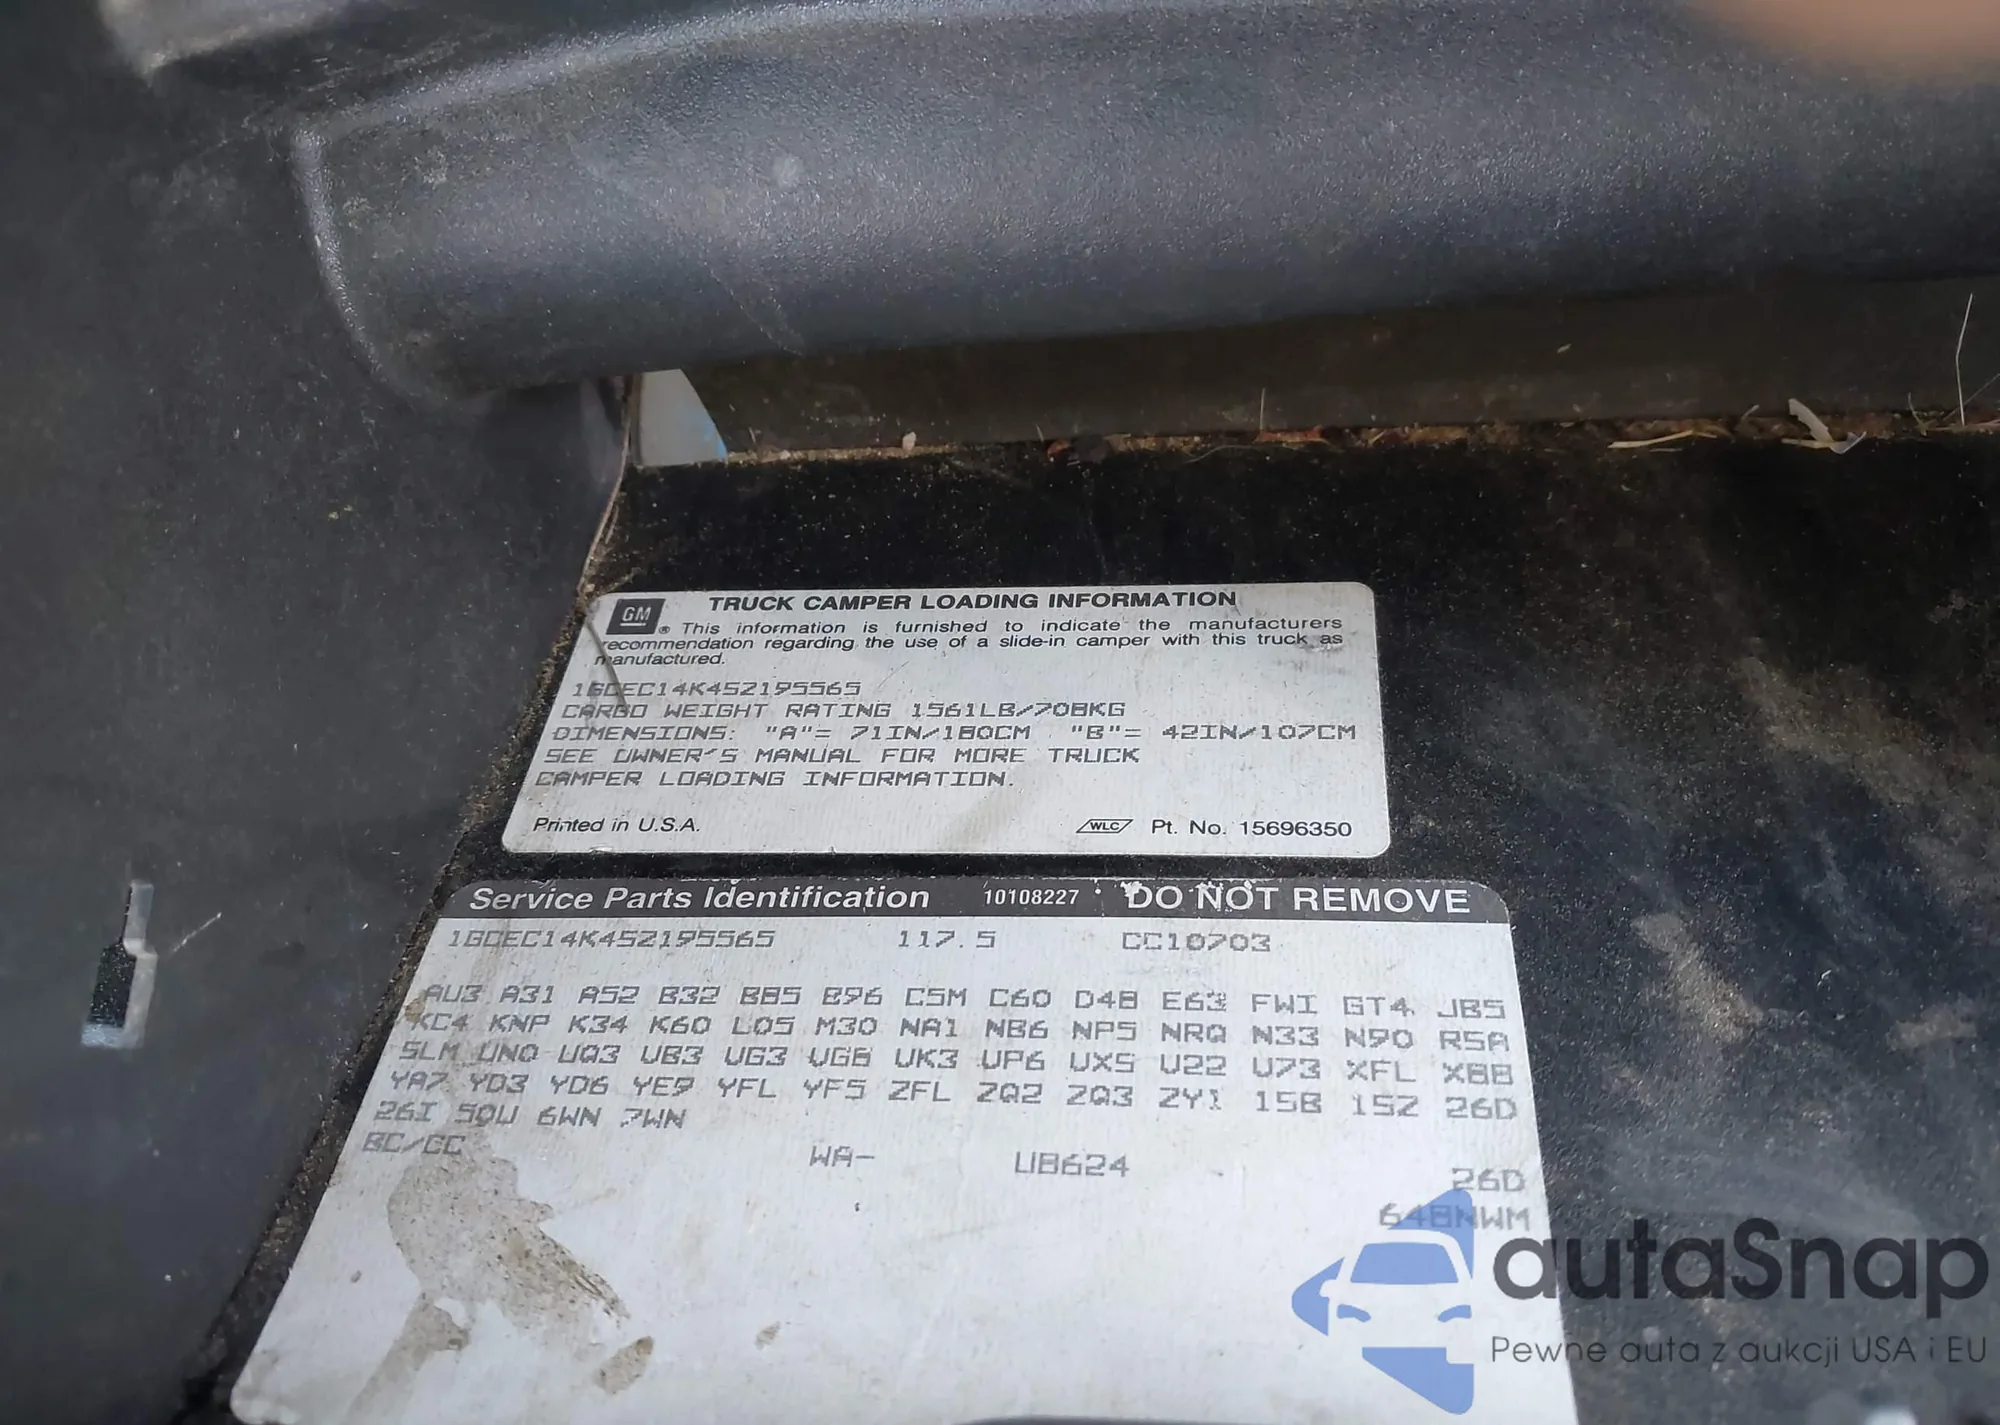 GM
TRUCK CAMPER LOADING INFORMATION
® This information is furnished to indicate the manufacturers
recommendation regarding the use of a slide-in camper with this truck as
manufactured.
1GCEC14K4SZ195565
CARGO WEIGHT RATING 1561LB/708KG
DIMENSIONS: "A"= 71IN/180CM "B"= 42IN/107CM
SEE OWNER'S MANUAL FOR MORE TRUCK
CAMPER LOADING INFORMATION.
Printed in U.S.A.
WLC Pt. No. 15696350
Service Parts Identification 10108227 DO NOT REMOVE
1GCEC14K4SZ195565 117.5 CC10703
AU3 A31 A52 B32 B85 B96 C5M C60 D48 E63 FWI GT4 JB5
KC4 KNP K34 K60 L05 M30 NA1 NB6 NP5 NRQ N33 N90 R5A
SLM UNO UQ3 UB3 UG3 VG8 UK3 UP6 UXS U22 U73 XFL X88
YA7 YD3 YD6 YE9 YFL YF5 ZFL ZQ2 ZQ3 ZY1 15B 15Z 26D
26I 50U 6WN 7WN
BC/CC WA- U8624
26D
648NWM
autaSnap
Pewne auta z aukcji USA i EU